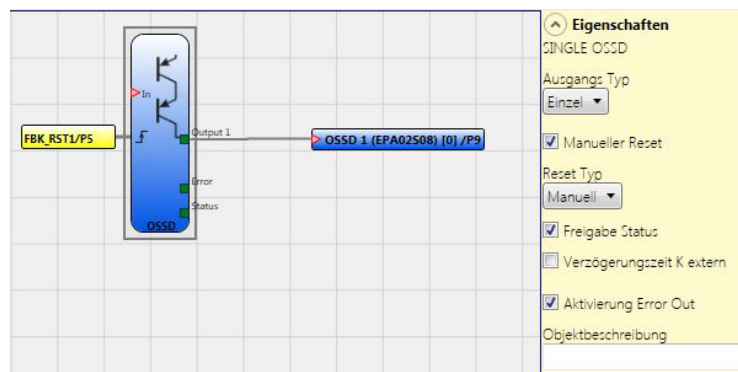 In
FBK_RST1/P5
Output 1
OSSD 1 (EPA02S08) [0] /P9
Error
Status
OSSD
Eigenschaften
SINGLE OSSD
Ausgangs Typ
Einzel
Manueller Reset
Reset Typ
Manuell
Freigabe Status
Verzögerungszeit K extern
Aktivierung Error Out
Objektbeschreibung